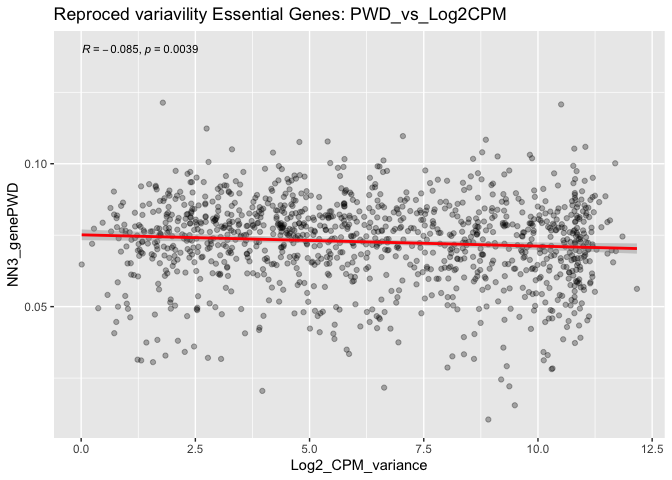 Reproced variavility Essential Genes: PWD_vs_Log2CPM
R = −0.085, p = 0.0039
NN3_genePWD
0.10
0.05
0.0 2.5 5.0 7.5 10.0 12.5
Log2_CPM_variance